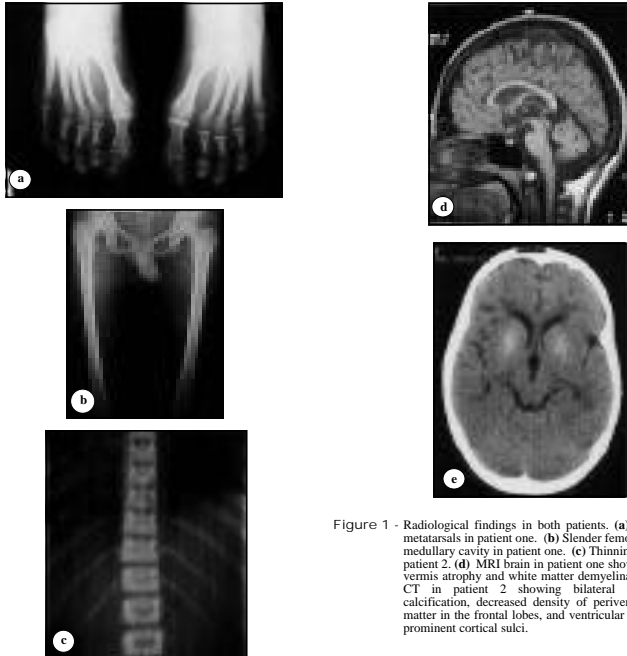 a
b
c
d
e
Figure 1 - Radiological findings in both patients. (a)
metatarsals in patient one. (b) Slender femo
medullary cavity in patient one. (c) Thinnin
patient 2. (d) MRI brain in patient one show
vermis atrophy and white matter demyelina
CT in patient 2 showing bilateral
calcification, decreased density of periven
matter in the frontal lobes, and ventricular
prominent cortical sulci.